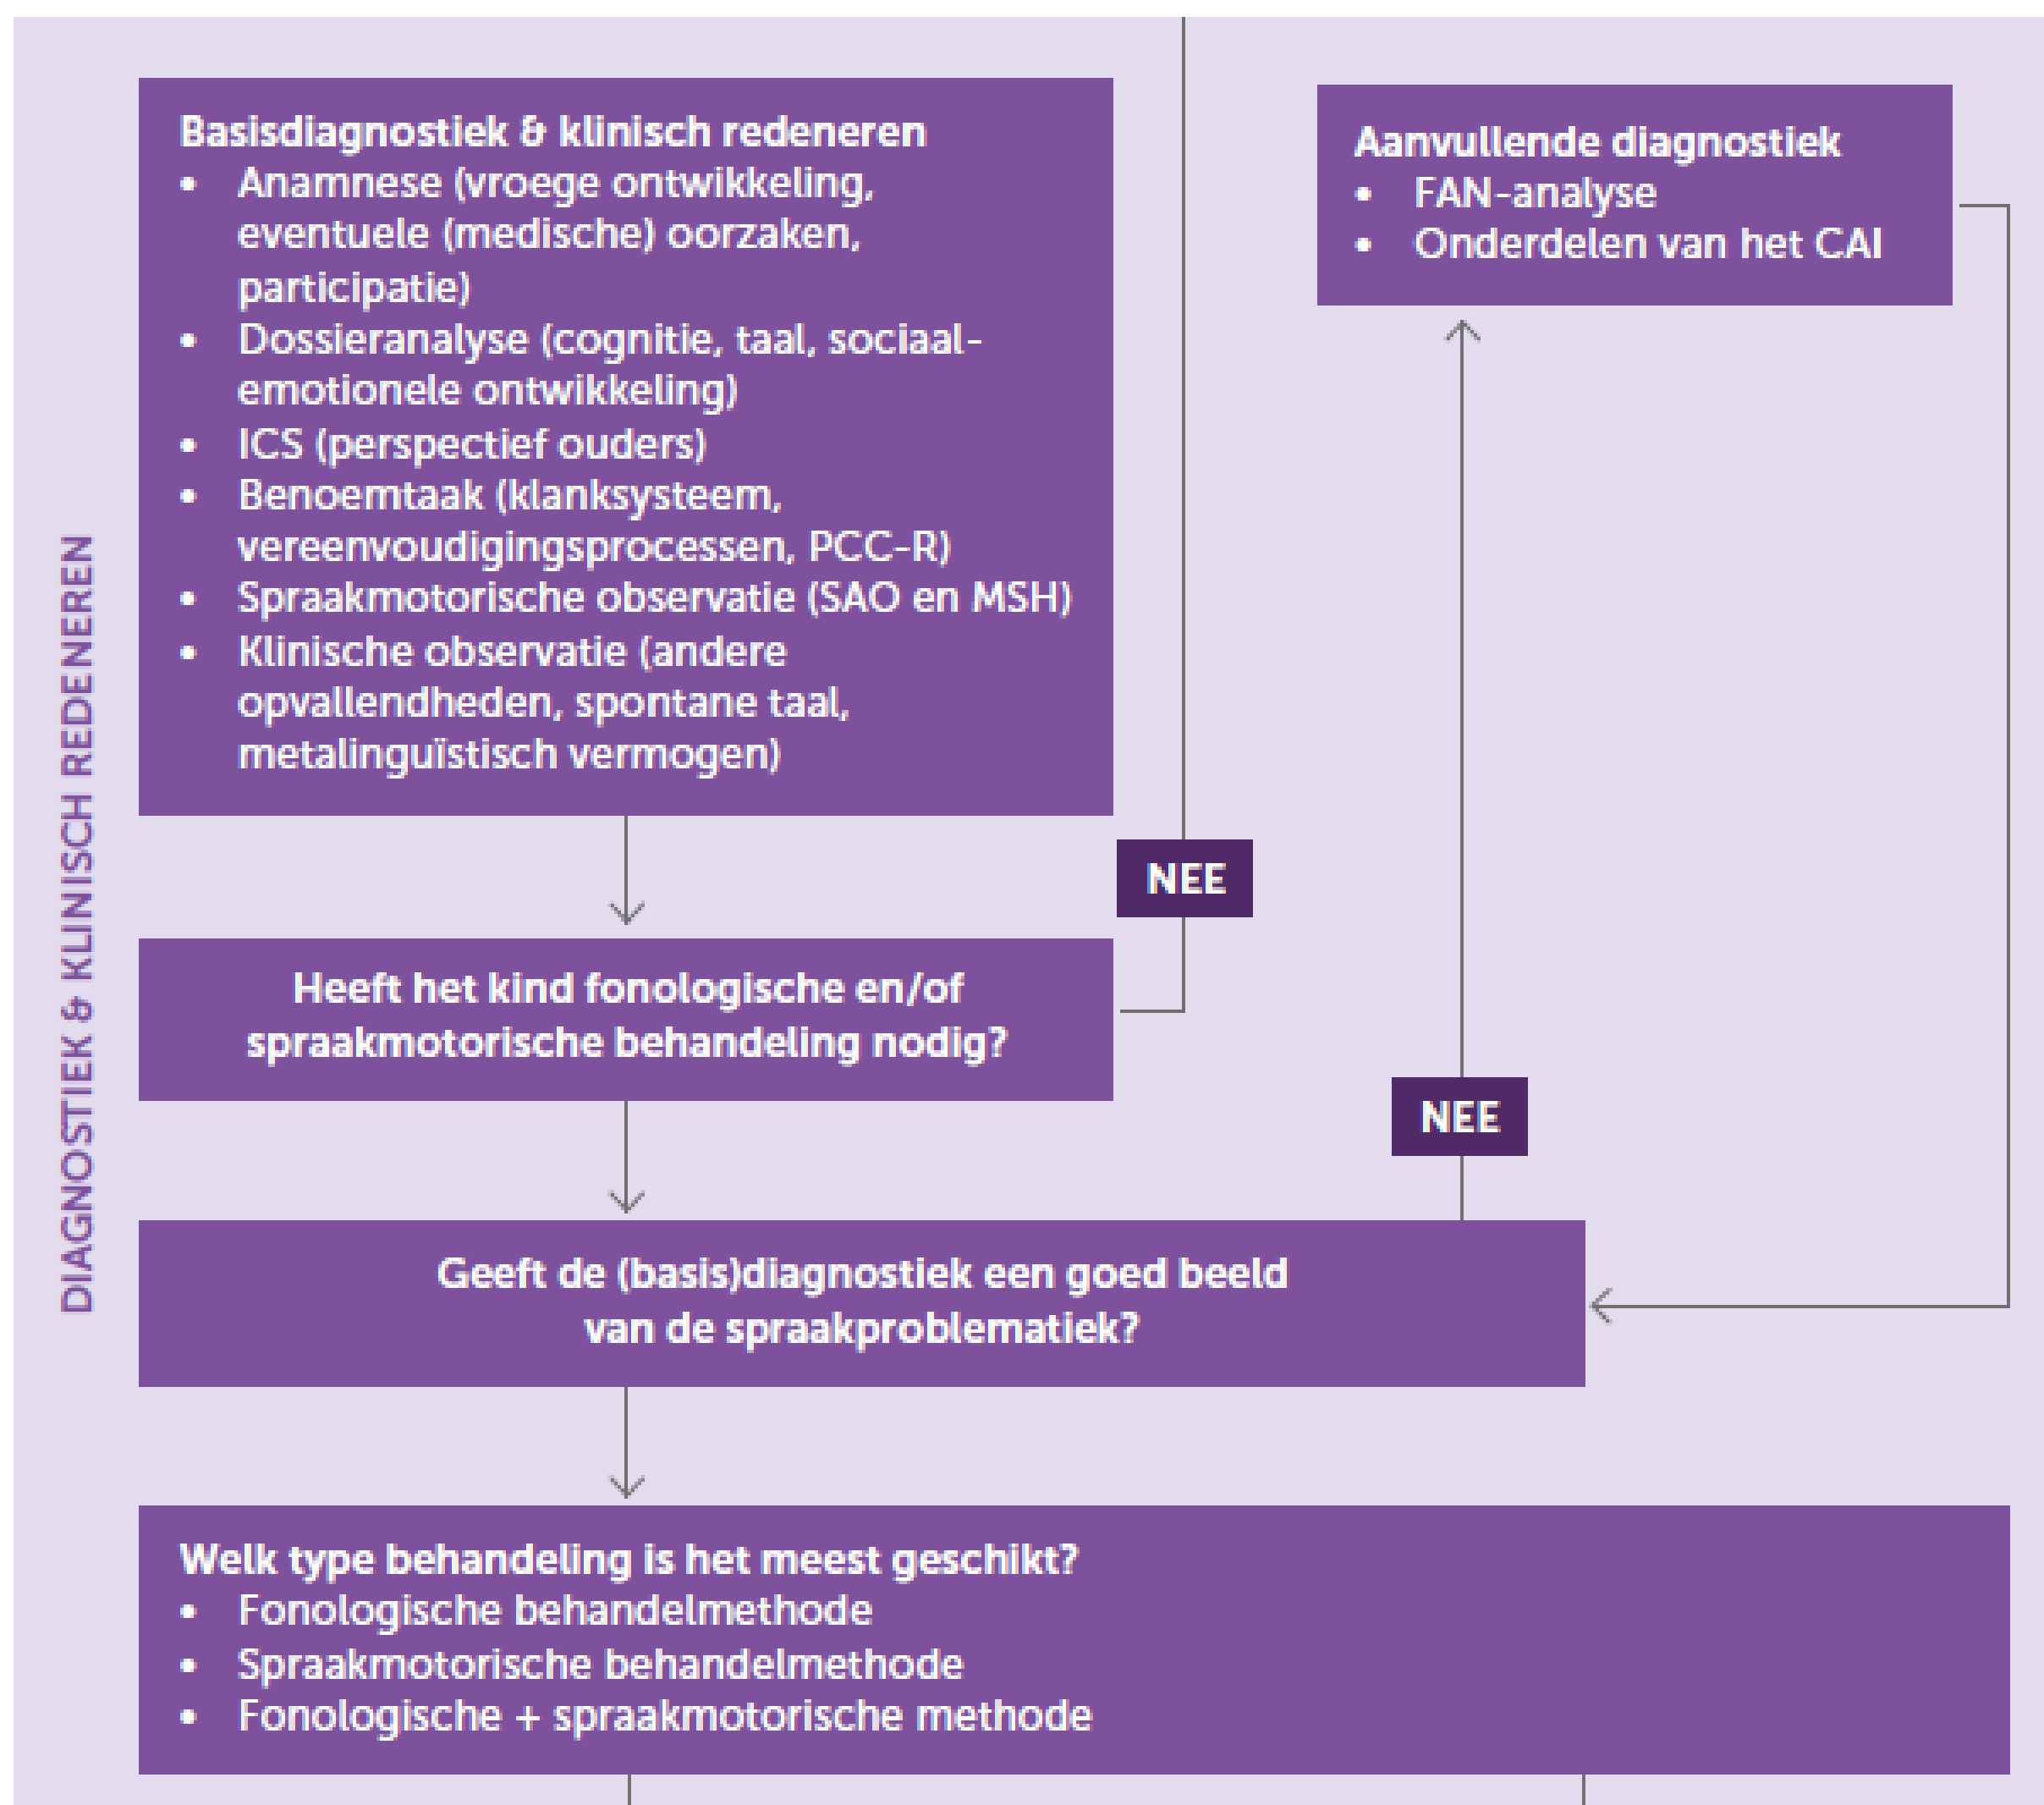 DIAGNOSTIEK & KLINISCH REDENEREN
Basisdiagnostiek & klinisch redeneren
• Anamnese (vroege ontwikkeling,
eventuele (medische) oorzaken,
participatie)
• Dossieranalyse (cognitie, taal, sociaal-
emotionele ontwikkeling)
• ICS (perspectief ouders)
• Benoemtaak (klanksysteem,
vereenvoudigingsprocessen, PCC-R)
• Spraakmotorische observatie (SAO en MSH)
• Klinische observatie (andere
opvallendheden, spontane taal,
metalinguïstisch vermogen)
Aanvullende diagnostiek
• FAN-analyse
• Onderdelen van het CAI
NEE
Heeft het kind fonologische en/of
spraakmotorische behandeling nodig?
NEE
Geeft de (basis)diagnostiek een goed beeld
van de spraakproblematiek?
Welk type behandeling is het meest geschikt?
• Fonologische behandelmethode
• Spraakmotorische behandelmethode
• Fonologische + spraakmotorische methode